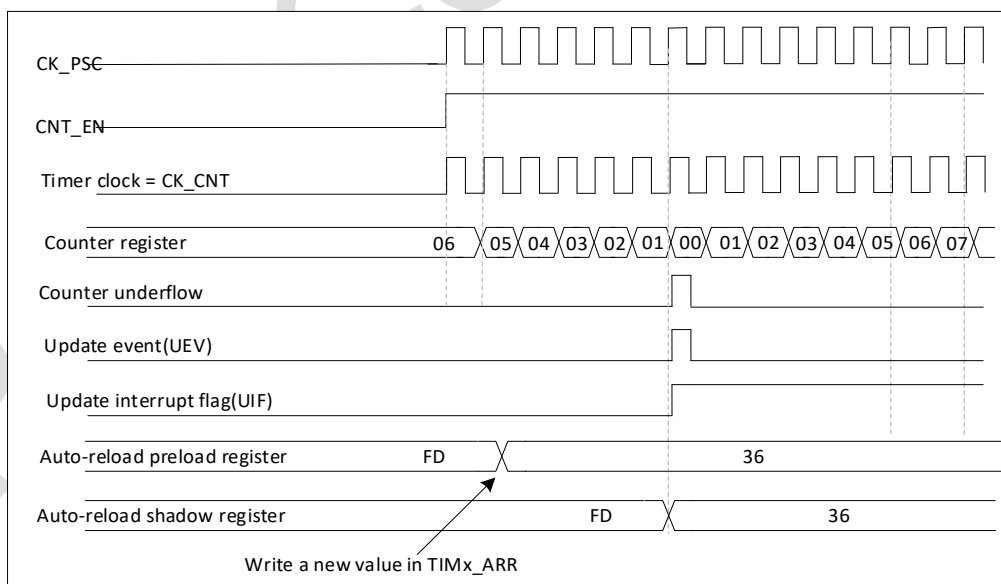 CK_PSC
CNT_EN
Timer clock = CK_CNT
Counter register 06 05 04 03 02 01 00 01 02 03 04 05 06 07
Counter underflow
Update event(UEV)
Update interrupt flag(UIF)
Auto-reload preload register FD 36
Auto-reload shadow register FD 36
Write a new value in TIMx_ARR